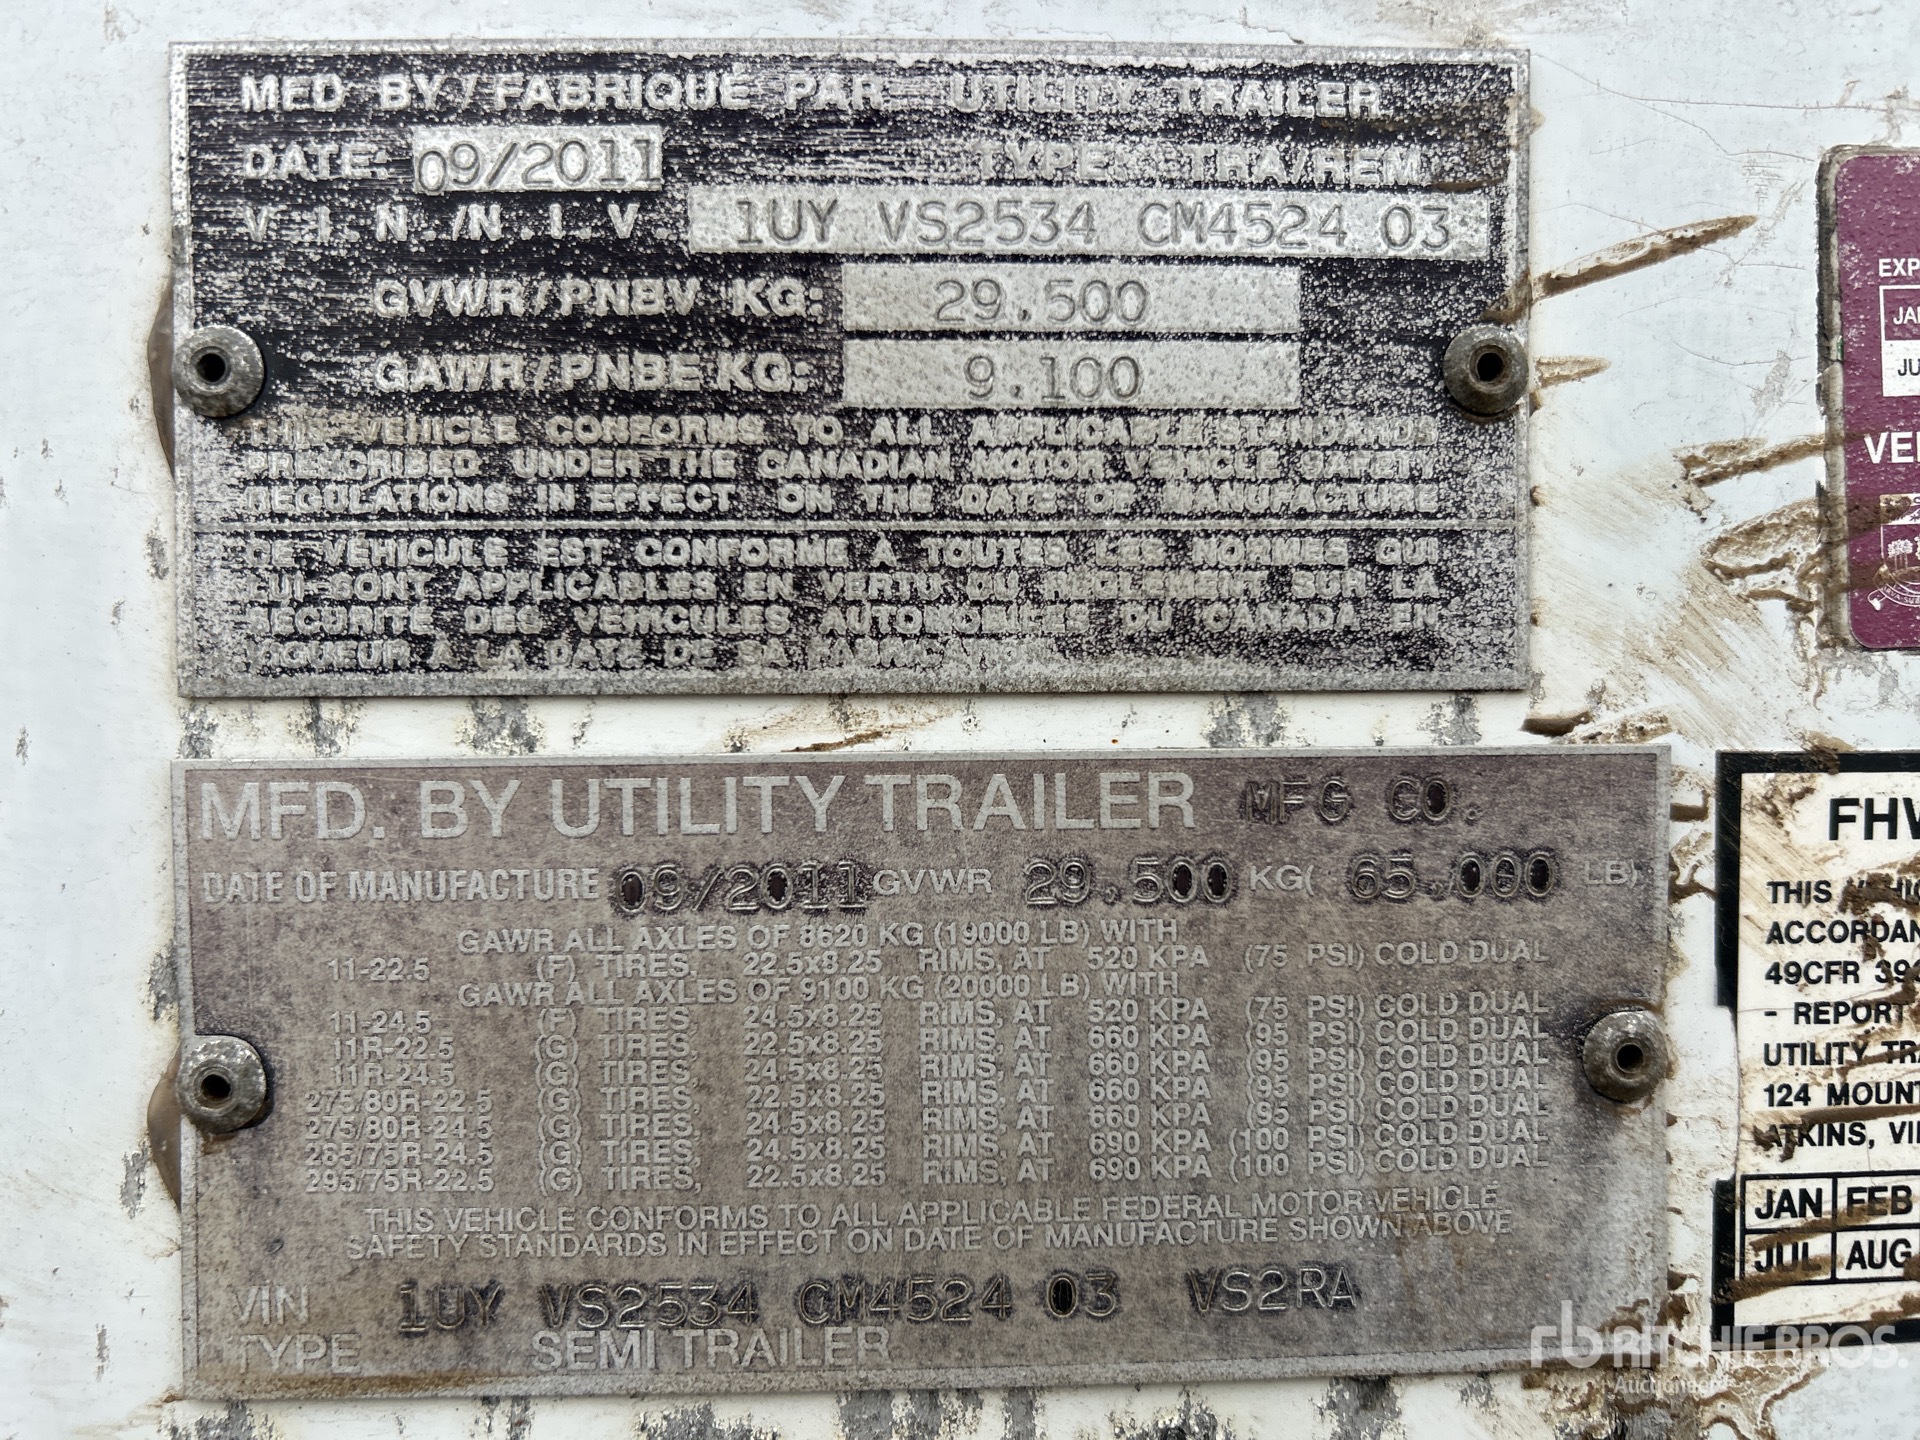 MFD BY / FABRIQUÉ PAR UTILITY TRAILER
DATE: 09/2011 TYPE: TRA/REM
V.I.N./N.I.V. 1UY VS2534 CM4524 03
GVWR/PNBV KG: 29,500
GAWR/PNBE KG: 9,100
THIS VEHICLE CONFORMS TO ALL APPLICABLE STANDARDS
PRESCRIBED UNDER THE CANADIAN MOTOR VEHICLE SAFETY
REGULATIONS IN EFFECT ON THE DATE OF MANUFACTURE
CE VÉHICULE EST CONFORME À TOUTES LES NORMES QUI
LUI SONT APPLICABLES EN VERTU DU RÈGLEMENT SUR LA
SÉCURITÉ DES VÉHICULES AUTOMOBILES DU CANADA EN
VIGUEUR À LA DATE DE SA
MFD. BY UTILITY TRAILER MFG CO.
DATE OF MANUFACTURE 09/2011 GVWR 29,500 KG( 65,000 LB)
GAWR ALL AXLES OF 8620 KG (19000 LB) WITH
11-22.5 (F) TIRES, 22.5x8.25 RIMS, AT 520 KPA (75 PSI) COLD DUAL
GAWR ALL AXLES OF 9100 KG (20000 LB) WITH
11-24.5 (F) TIRES, 24.5x8.25 RIMS, AT 520 KPA (75 PSI) COLD DUAL
11R-22.5 (G) TIRES, 22.5x8.25 RIMS, AT 660 KPA (95 PSI) COLD DUAL
11R-24.5 (G) TIRES, 24.5x8.25 RIMS, AT 660 KPA (95 PSI) COLD DUAL
275/80R-22.5 (G) TIRES, 22.5x8.25 RIMS, AT 660 KPA (95 PSI) COLD DUAL
275/80R-24.5 (G) TIRES, 24.5x8.25 RIMS, AT 660 KPA (95 PSI) COLD DUAL
285/75R-24.5 (G) TIRES, 24.5x8.25 RIMS, AT 690 KPA (100 PSI) COLD DUAL
295/75R-22.5 (G) TIRES, 22.5x8.25 RIMS, AT 690 KPA (100 PSI) COLD DUAL
THIS VEHICLE CONFORMS TO ALL APPLICABLE FEDERAL MOTOR VEHICLE
SAFETY STANDARDS IN EFFECT ON DATE OF MANUFACTURE SHOWN ABOVE
VIN 1UY VS2534 CM4524 03 VS2RA
TYPE SEMI TRAILER
EXP
JU
VE
FHW
THIS
ACCORDAN
49CFR
- REPORT
UTILITY TRA
124 MOUNT
ATKINS, VI
JAN FEB
JUL AUG
rb RITCHIE BROS.
Auctioneers